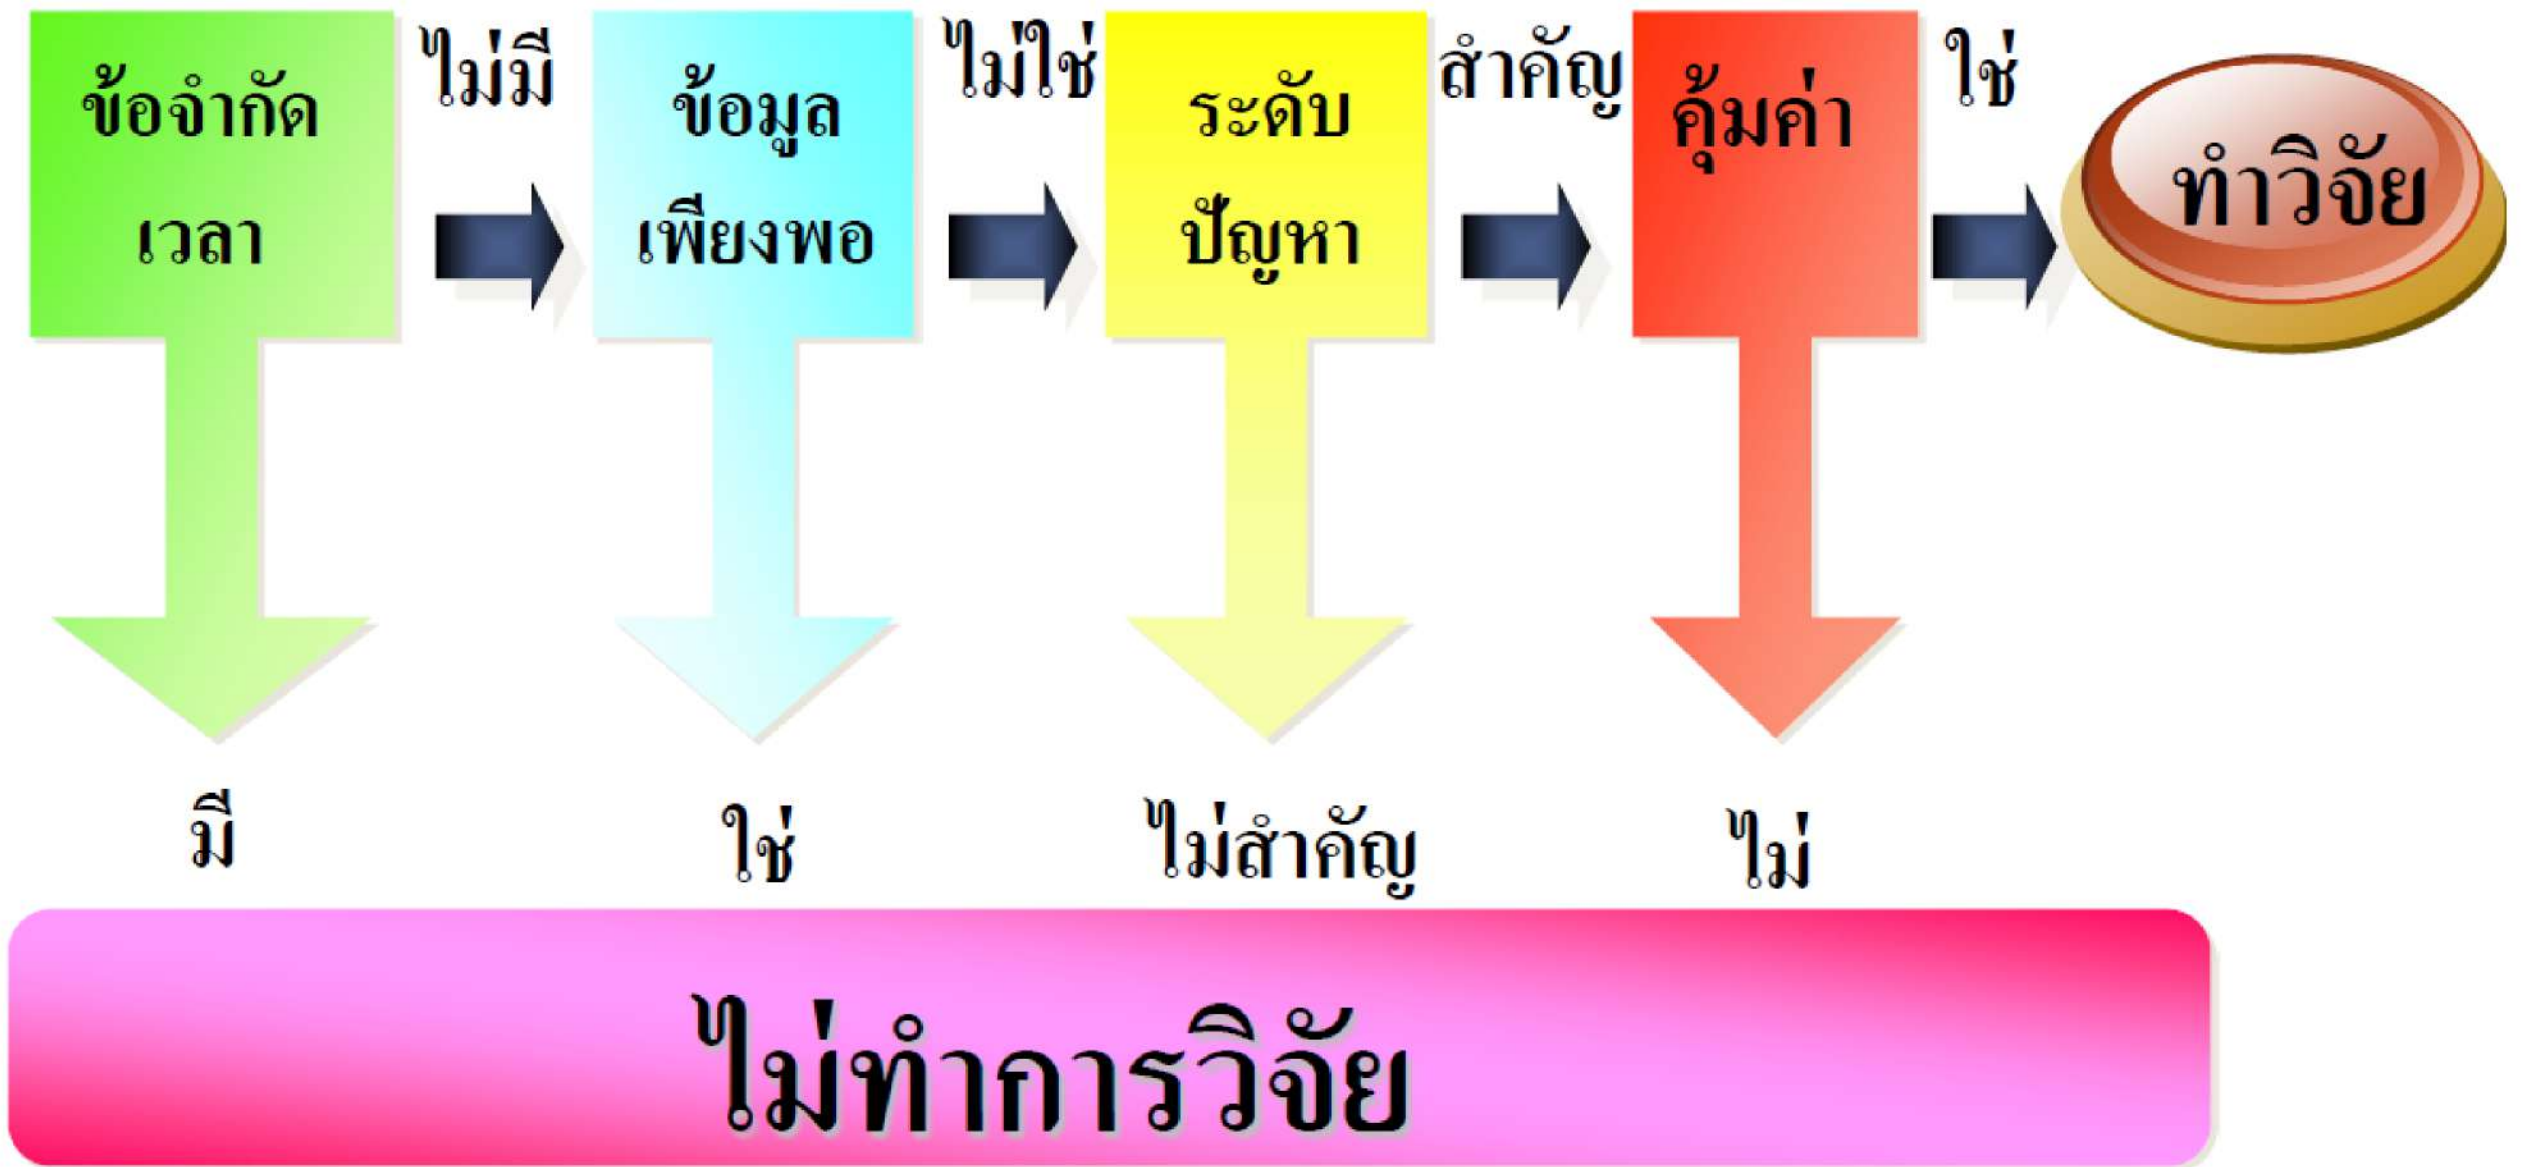 ข้อจำกัด
เวลา
ไม่มี
ข้อมูล
เพียงพอ
ไม่ใช่
ระดับ
ปัญหา
สำคัญ
คุ้มค่า
ใช่
ทำวิจัย
มี
ใช่
ไม่สำคัญ
ไม่
ไม่ทำการวิจัย